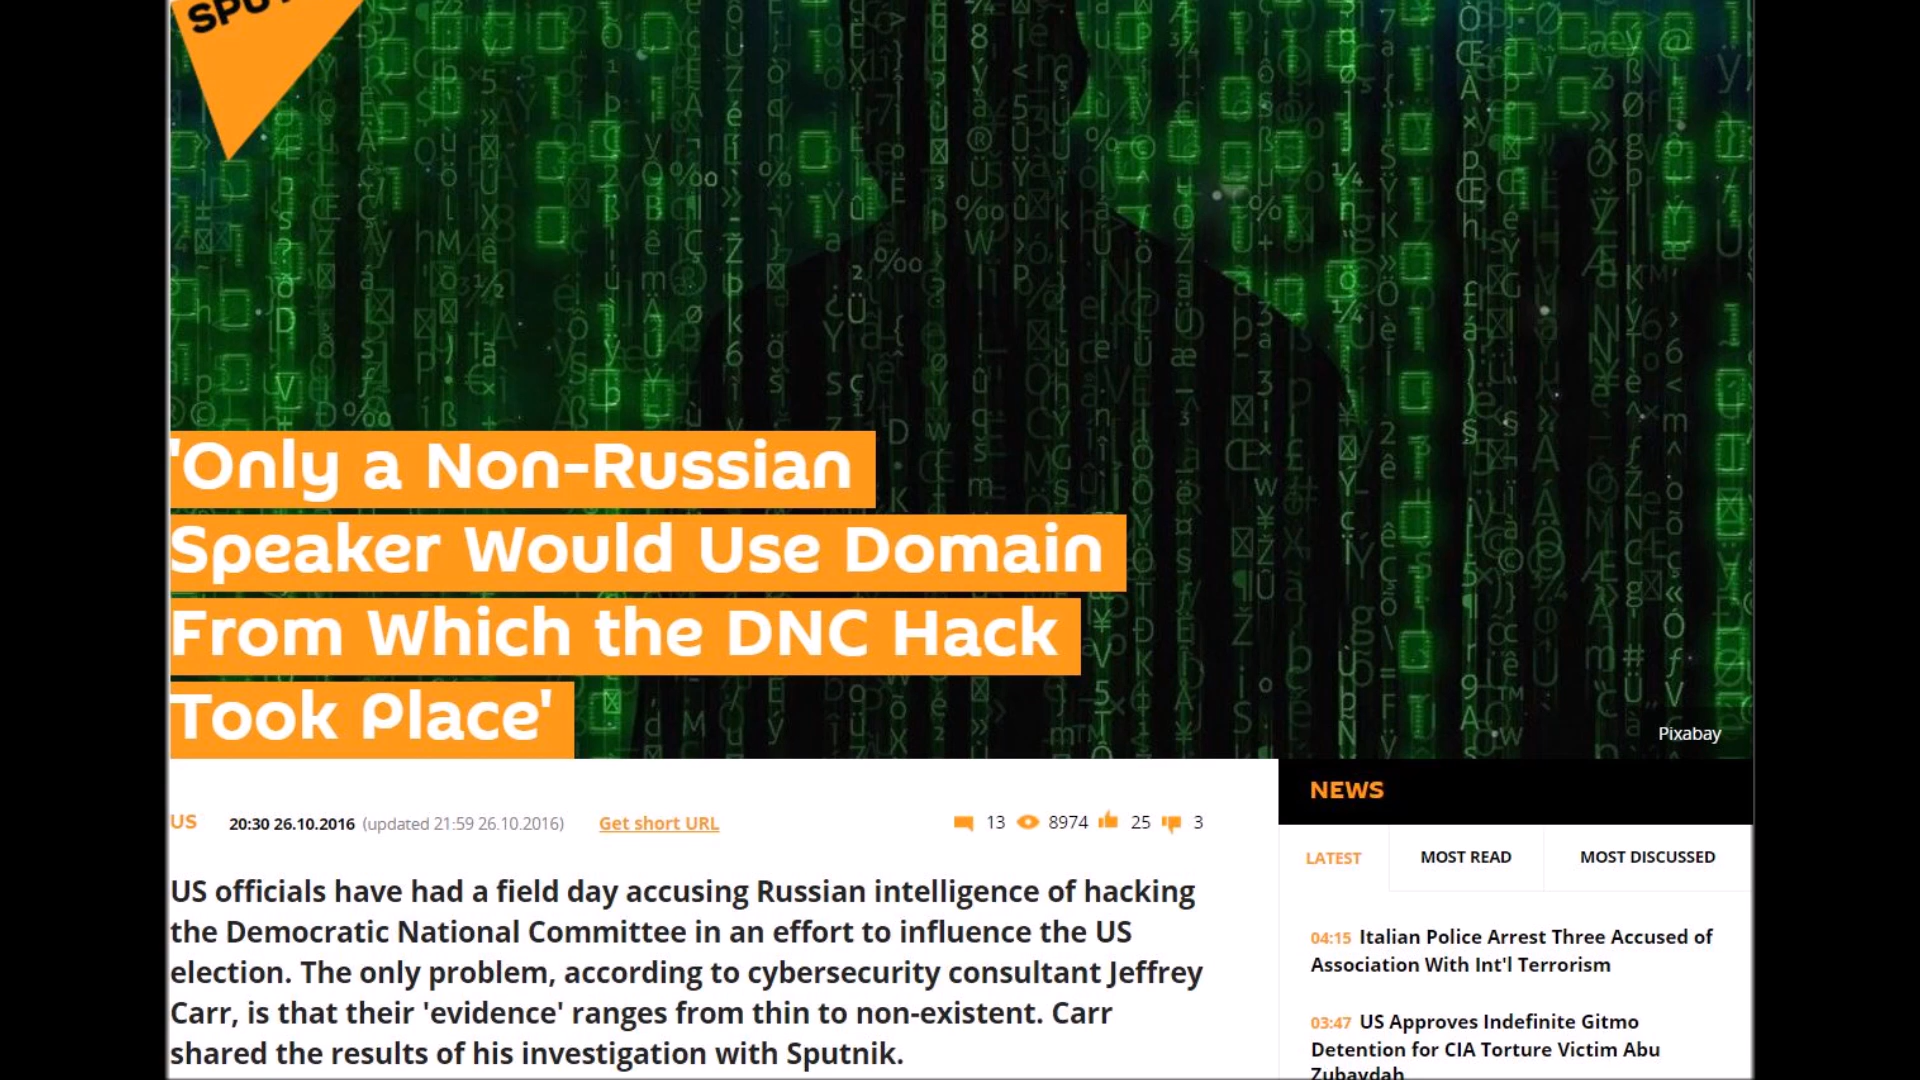 'Only a Non-Russian
Speaker Would Use Domain
From Which the DNC Hack
Took Place'
Pixabay
US 20:30 26.10.2016 (updated 21:59 26.10.2016) Get short URL 13 8974 25 3
US officials have had a field day accusing Russian intelligence of hacking
the Democratic National Committee in an effort to influence the US
election. The only problem, according to cybersecurity consultant Jeffrey
Carr, is that their 'evidence' ranges from thin to non-existent. Carr
shared the results of his investigation with Sputnik.
NEWS
LATEST MOST READ MOST DISCUSSED
04:15 Italian Police Arrest Three Accused of
Association With Int'l Terrorism
03:47 US Approves Indefinite Gitmo
Detention for CIA Torture Victim Abu
Zubaydah